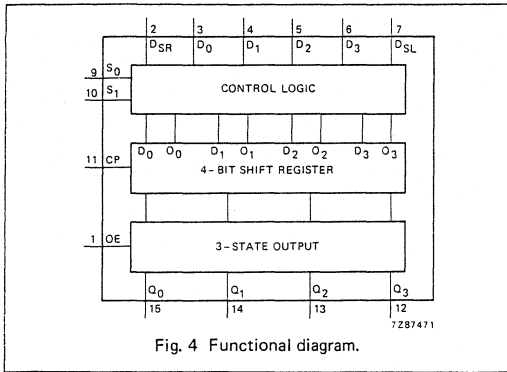 2 3 4 5 6 7
DSR D0 D1 D2 D3 DSL
9 S0
10 S1
CONTROL LOGIC
D0 O0 D1 O1 D2 O2 D3 O3
11 CP
4-BIT SHIFT REGISTER
1 OE
3-STATE OUTPUT
Q0 Q1 Q2 Q3
15 14 13 12
7Z87471
Fig. 4 Functional diagram.